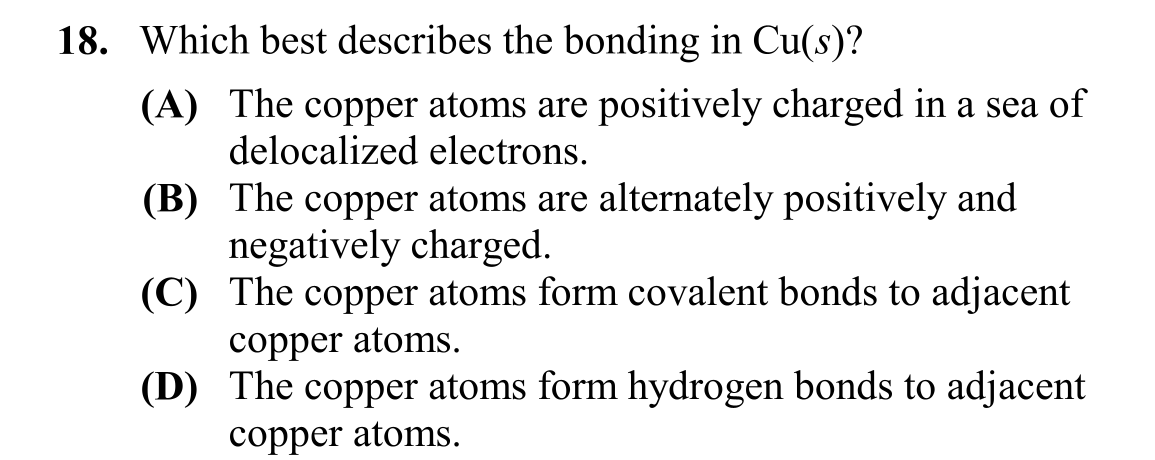 18. Which best describes the bonding in Cu(s)?
(A) The copper atoms are positively charged in a sea of
delocalized electrons.
(B) The copper atoms are alternately positively and
negatively charged.
(C) The copper atoms form covalent bonds to adjacent
copper atoms.
(D) The copper atoms form hydrogen bonds to adjacent
copper atoms.